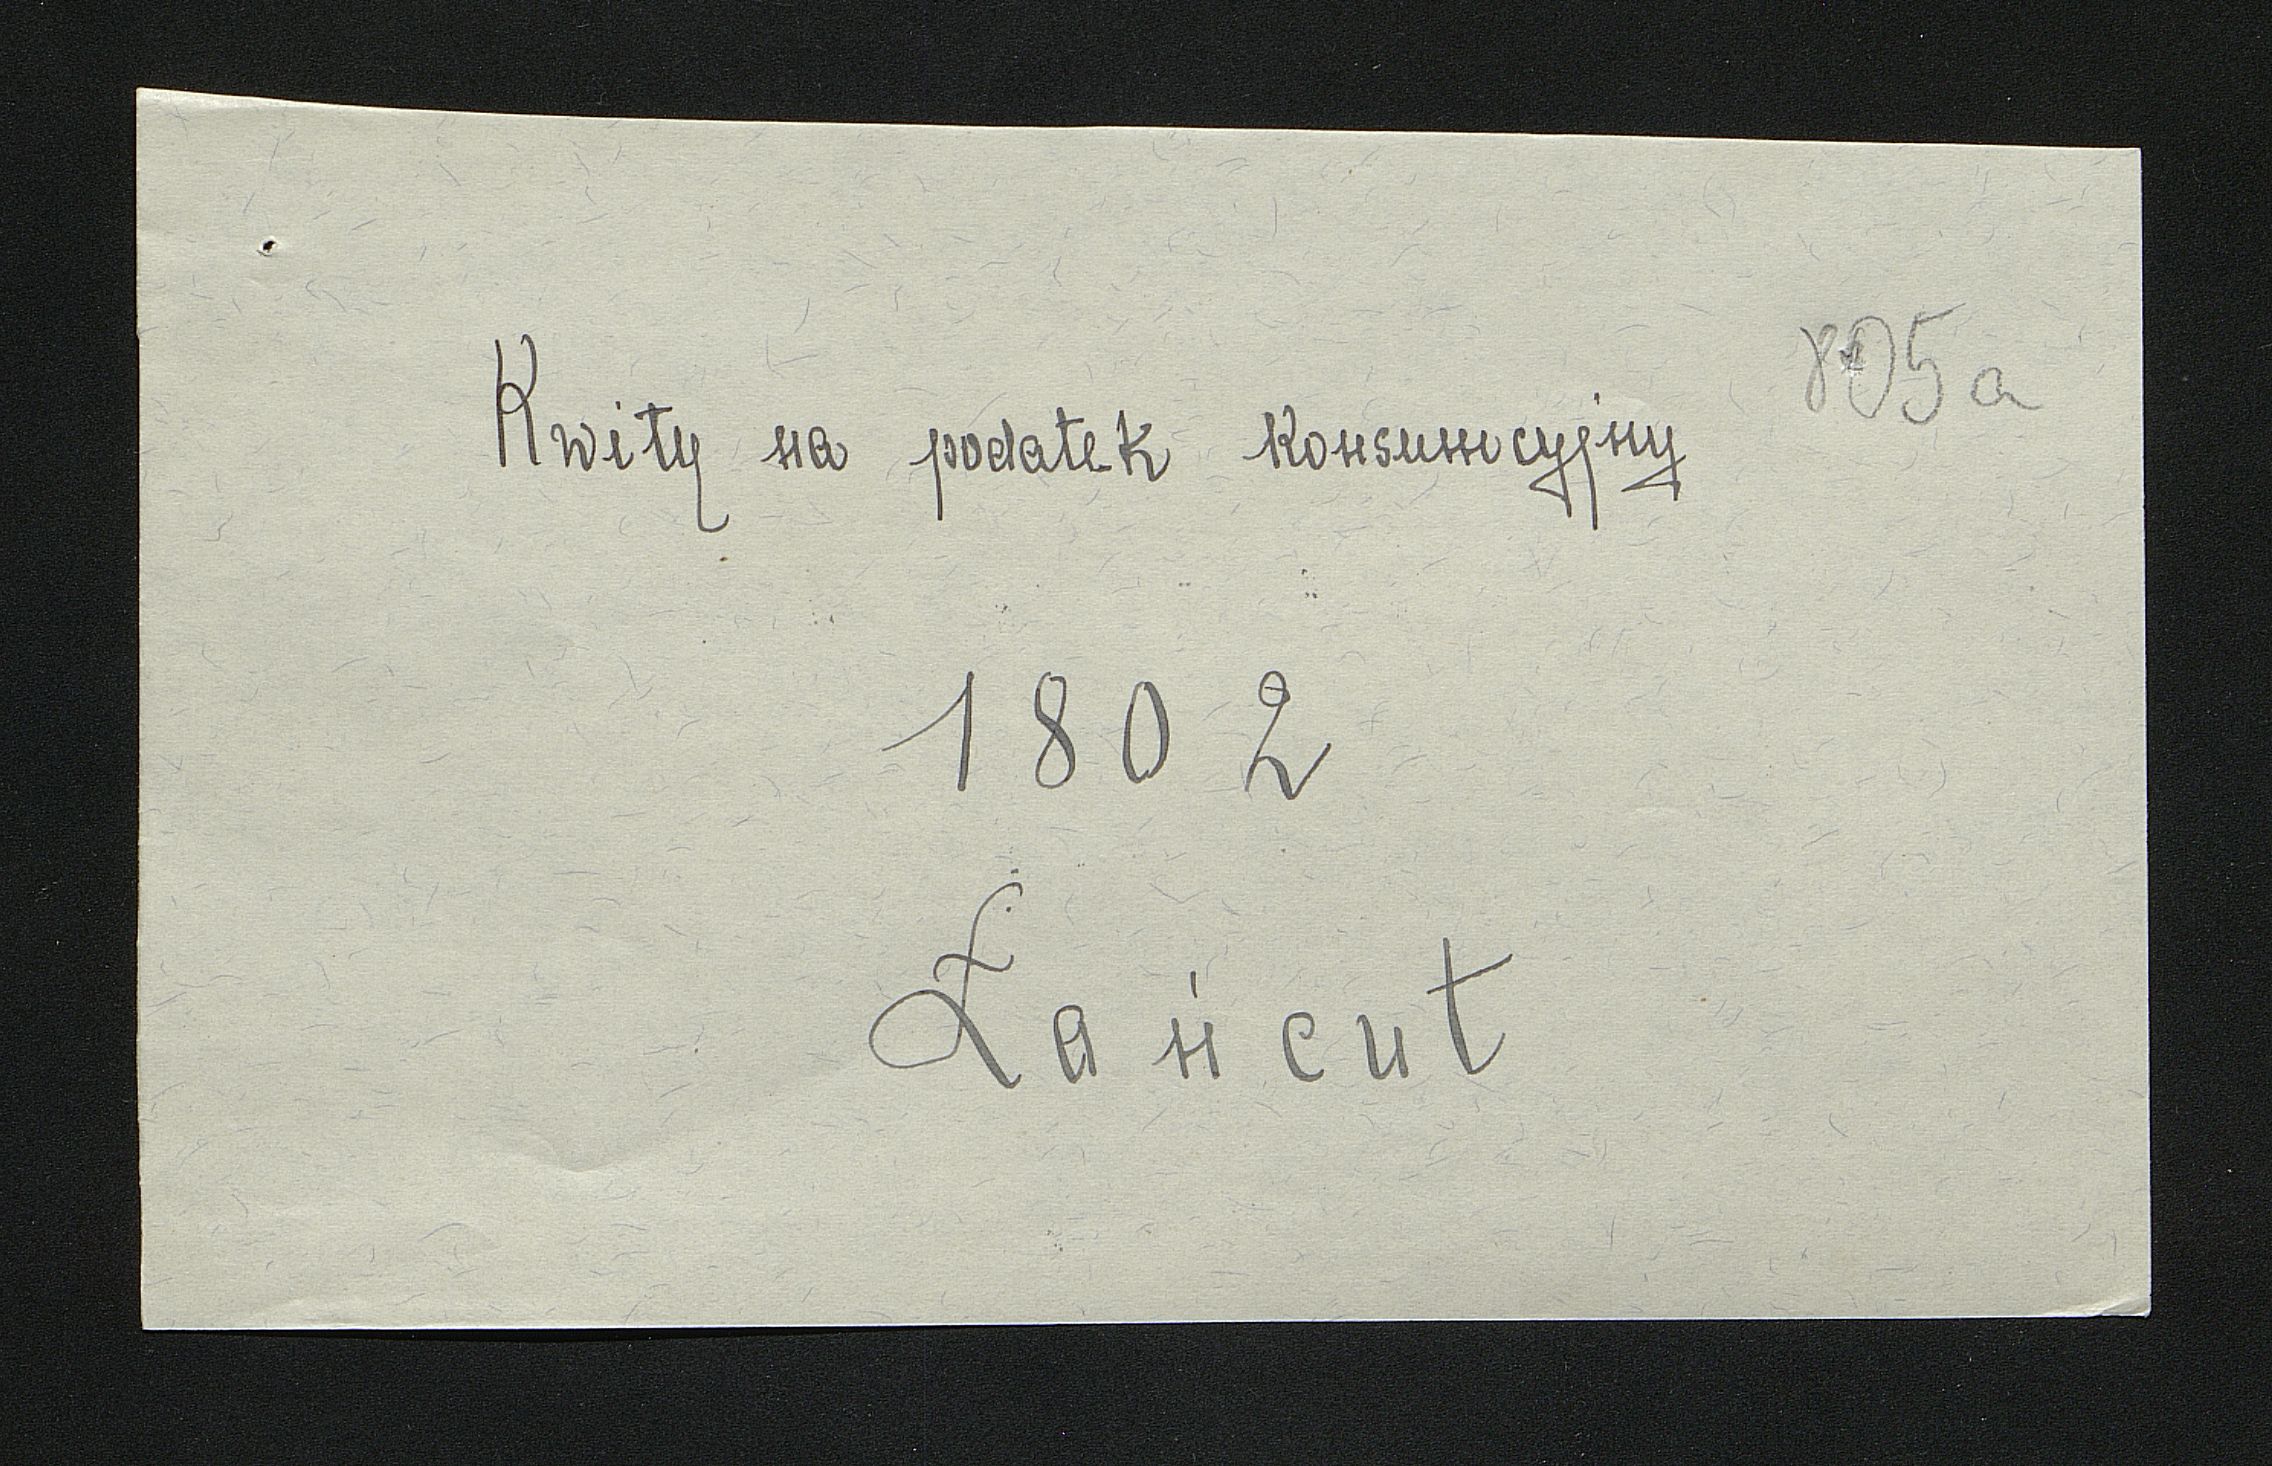 805a
Kwity na podatek konsumcyjny
1802
Łańcut